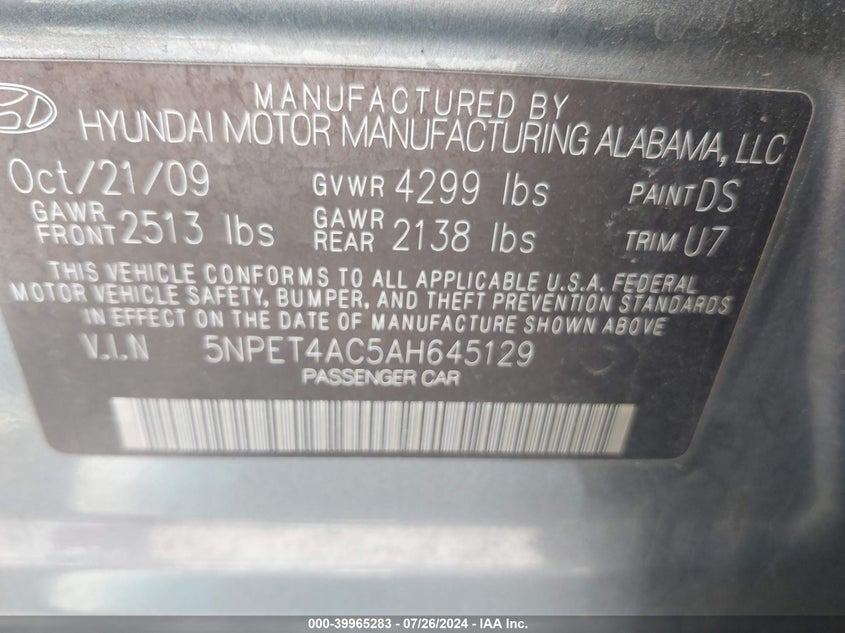 MANUFACTURED BY
HYUNDAI MOTOR MANUFACTURING ALABAMA, LLC
Oct/21/09 GVWR 4299 lbs PAINT DS
GAWR FRONT 2513 lbs GAWR REAR 2138 lbs TRIM U7
THIS VEHICLE CONFORMS TO ALL APPLICABLE U.S.A. FEDERAL
MOTOR VEHICLE SAFETY, BUMPER, AND THEFT PREVENTION STANDARDS
IN EFFECT ON THE DATE OF MANUFACTURE SHOWN ABOVE
V.I.N 5NPET4AC5AH645129
PASSENGER CAR
000-39965283 - 07/26/2024 - IAA Inc.